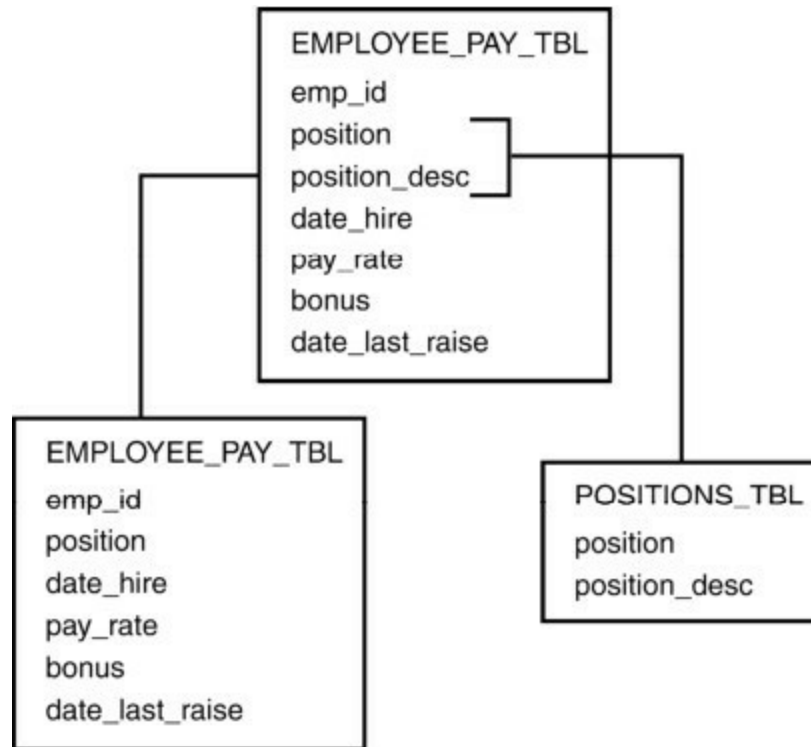 EMPLOYEE_PAY_TBL
emp_id
position
position_desc
date_hire
pay_rate
bonus
date_last_raise
EMPLOYEE_PAY_TBL
emp_id
position
date_hire
pay_rate
bonus
date_last_raise
POSITIONS_TBL
position
position_desc